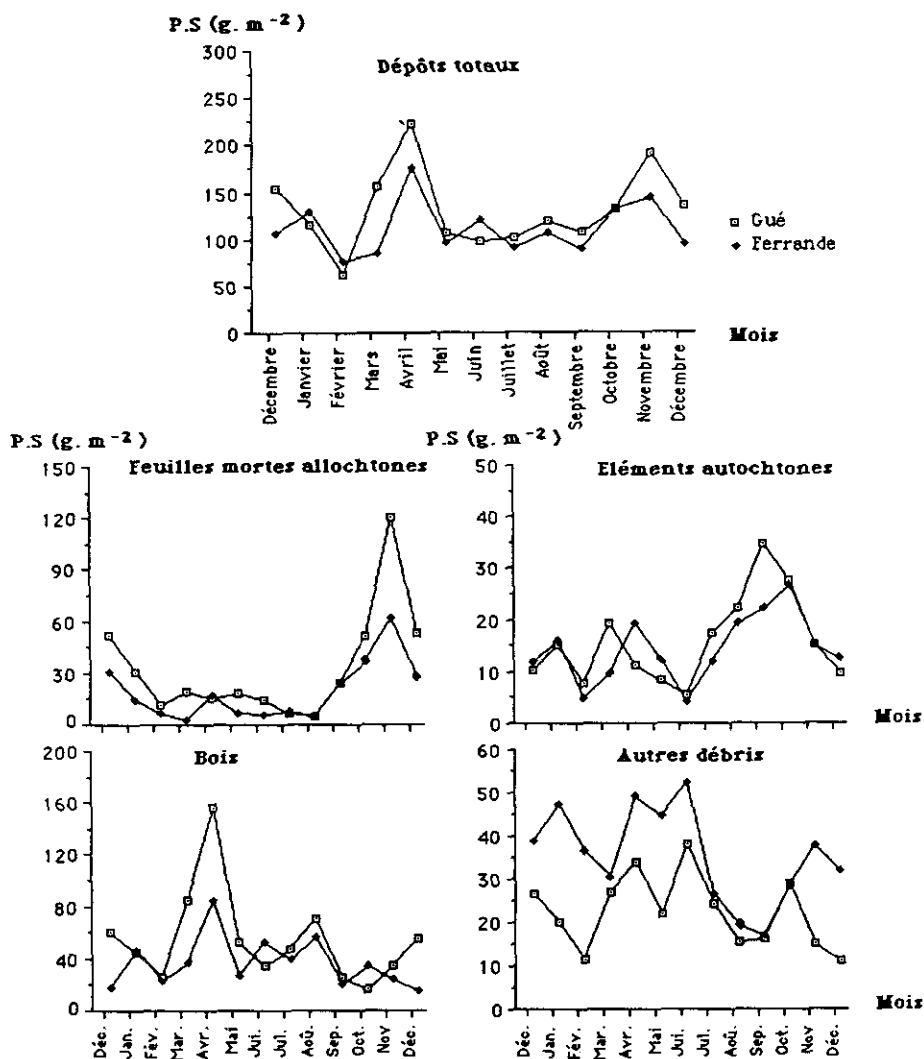 P.S (g. m⁻²)
Dépôts totaux
300
250
200
150
100
50
0
Gué
Ferrande
Mois
Décembre
Janvier
Février
Mars
Avril
Mai
Juin
Juillet
Août
Septembre
Octobre
Novembre
Décembre
P.S (g. m⁻²)
Feuilles mortes allochtones
150
120
90
60
30
0
P.S (g. m⁻²)
Eléments autochtones
50
40
30
20
10
0
Mois
Bois
200
160
120
80
40
0
Déc.
Jan.
Fév.
Mar.
Avr.
Mai
Jui.
Jul.
Aoû.
Sep.
Oct.
Nov
Déc.
Autres débris
60
50
40
30
20
10
0
Mois
Déc.
Jan.
Fév.
Mar.
Avr.
Mai
Jui.
Jul.
Aoû.
Sep.
Oct.
Nov
Déc.